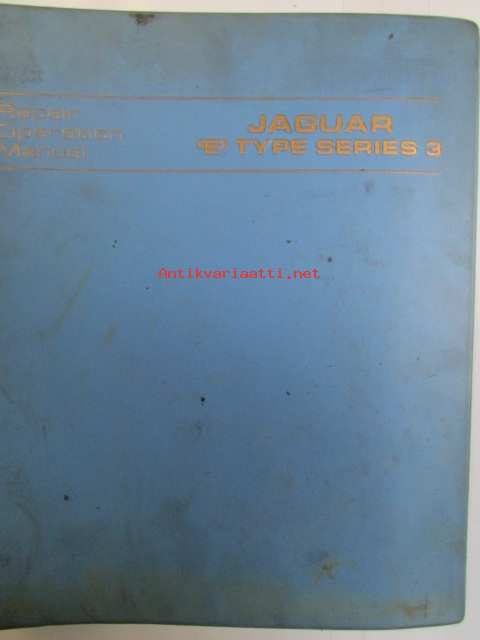 Repair
Operation
Manual
JAGUAR
'E' TYPE SERIES 3
Antikvariaatti.net